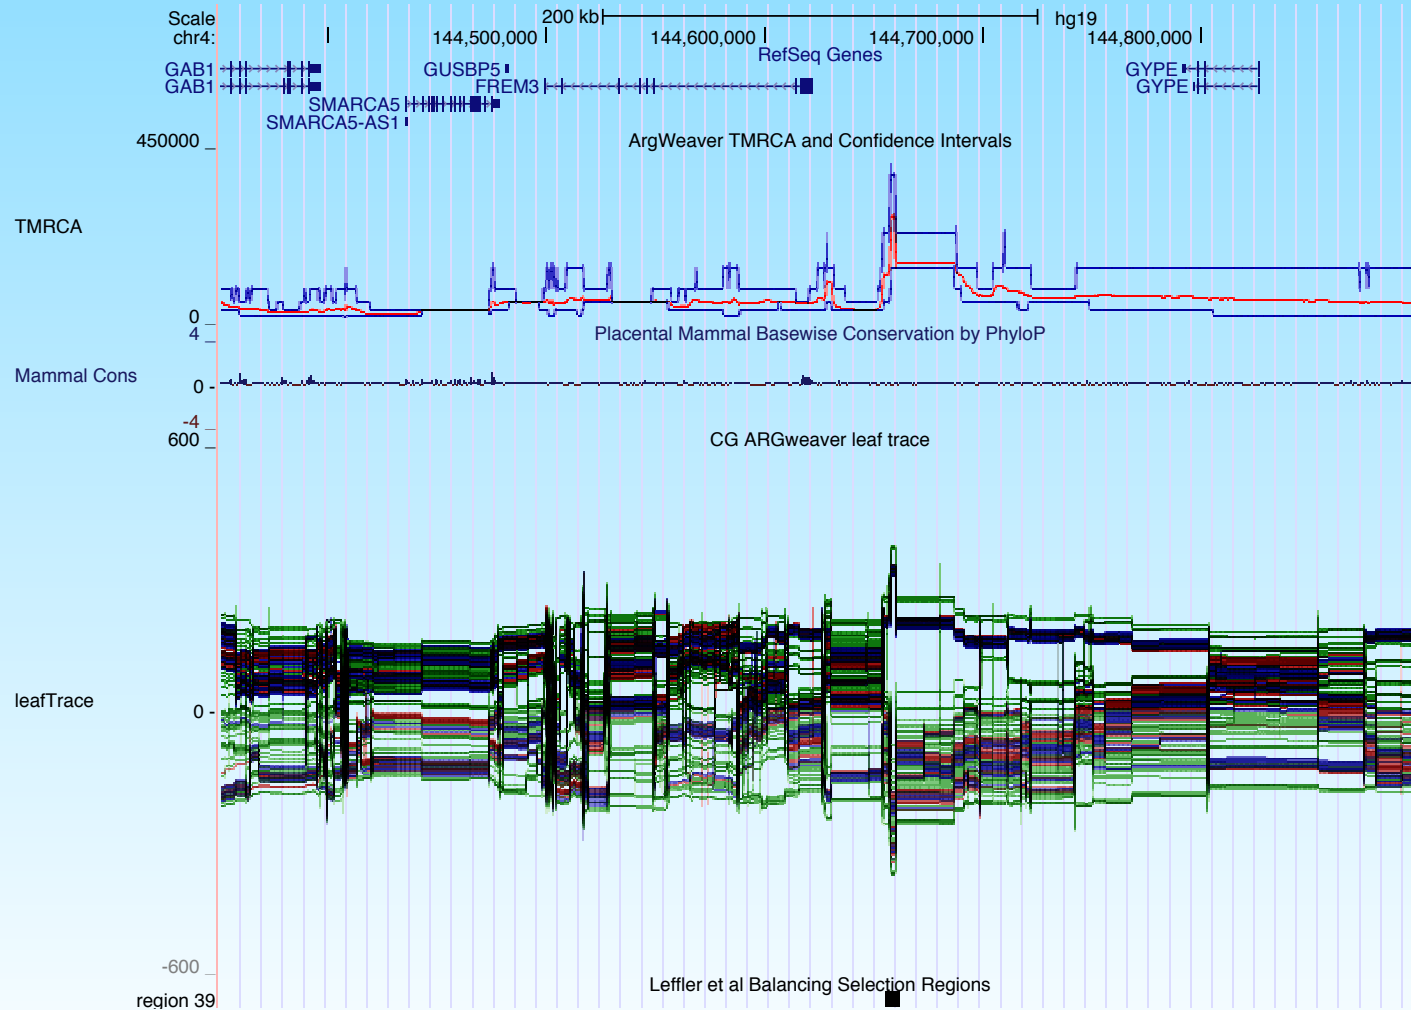 Scale 200 kb hg19
chr4: 144,500,000 144,600,000 144,700,000 144,800,000
RefSeq Genes
GAB1 GUSBP5 GYPE
GAB1 FREM3 GYPE
SMARCA5
SMARCA5-AS1
450000 ArgWeaver TMRCA and Confidence Intervals
TMRCA
0
4 Placental Mammal Basewise Conservation by PhyloP
Mammal Cons
0 -
-4
600 CG ARGweaver leaf trace
leafTrace
0 -
-600
Leffler et al Balancing Selection Regions
region 39